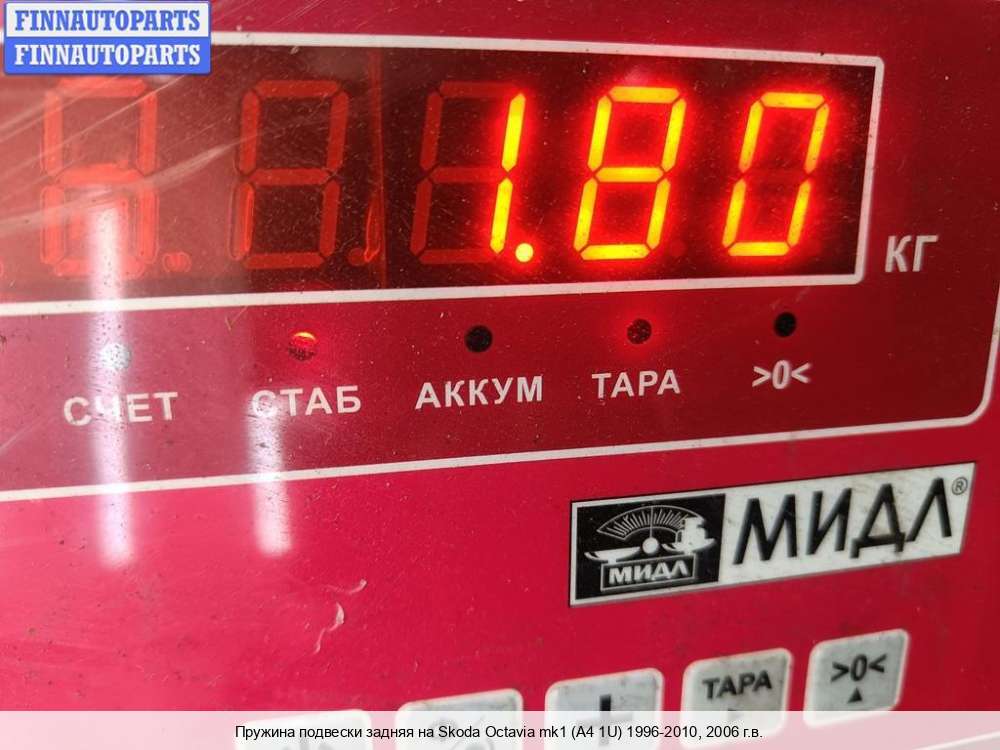 FINNAUTOPARTS
FINNAUTOPARTS
1.80
КГ
СЧЕТ СТАБ АККУМ ТАРА >0<
МИДЛ
МИДЛ®
+ ТАРА >0<
Пружина подвески задняя на Skoda Octavia mk1 (A4 1U) 1996-2010, 2006 г.в.